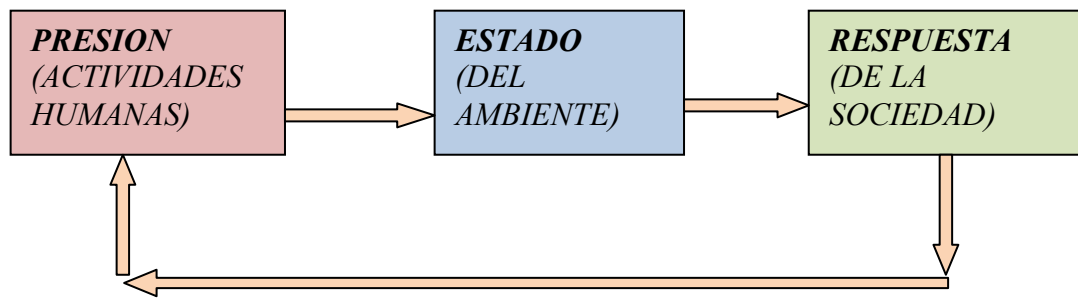 PRESION
(ACTIVIDADES
HUMANAS)
ESTADO
(DEL
AMBIENTE)
RESPUESTA
(DE LA
SOCIEDAD)